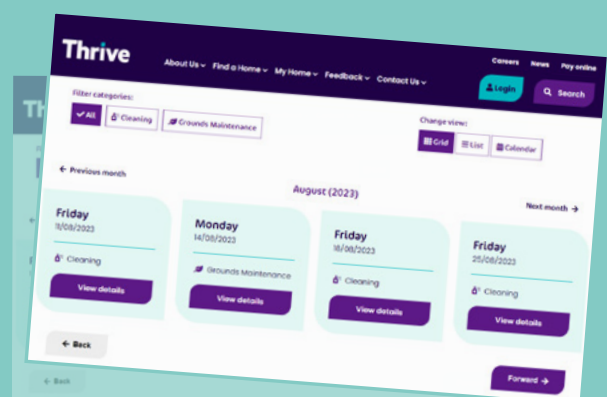 Thrive
Careers News Pay online
About Us Find a Home My Home Feedback Contact Us
Login Search
Filter categories:
All Cleaning Grounds Maintenance
Change view:
Grid List Calendar
← Previous month
August (2023)
Next month →
Friday
11/08/2023
Cleaning
View details
Monday
14/08/2023
Grounds Maintenance
View details
Friday
18/08/2023
Cleaning
View details
Friday
25/08/2023
Cleaning
View details
← Back
Forward →
← Back